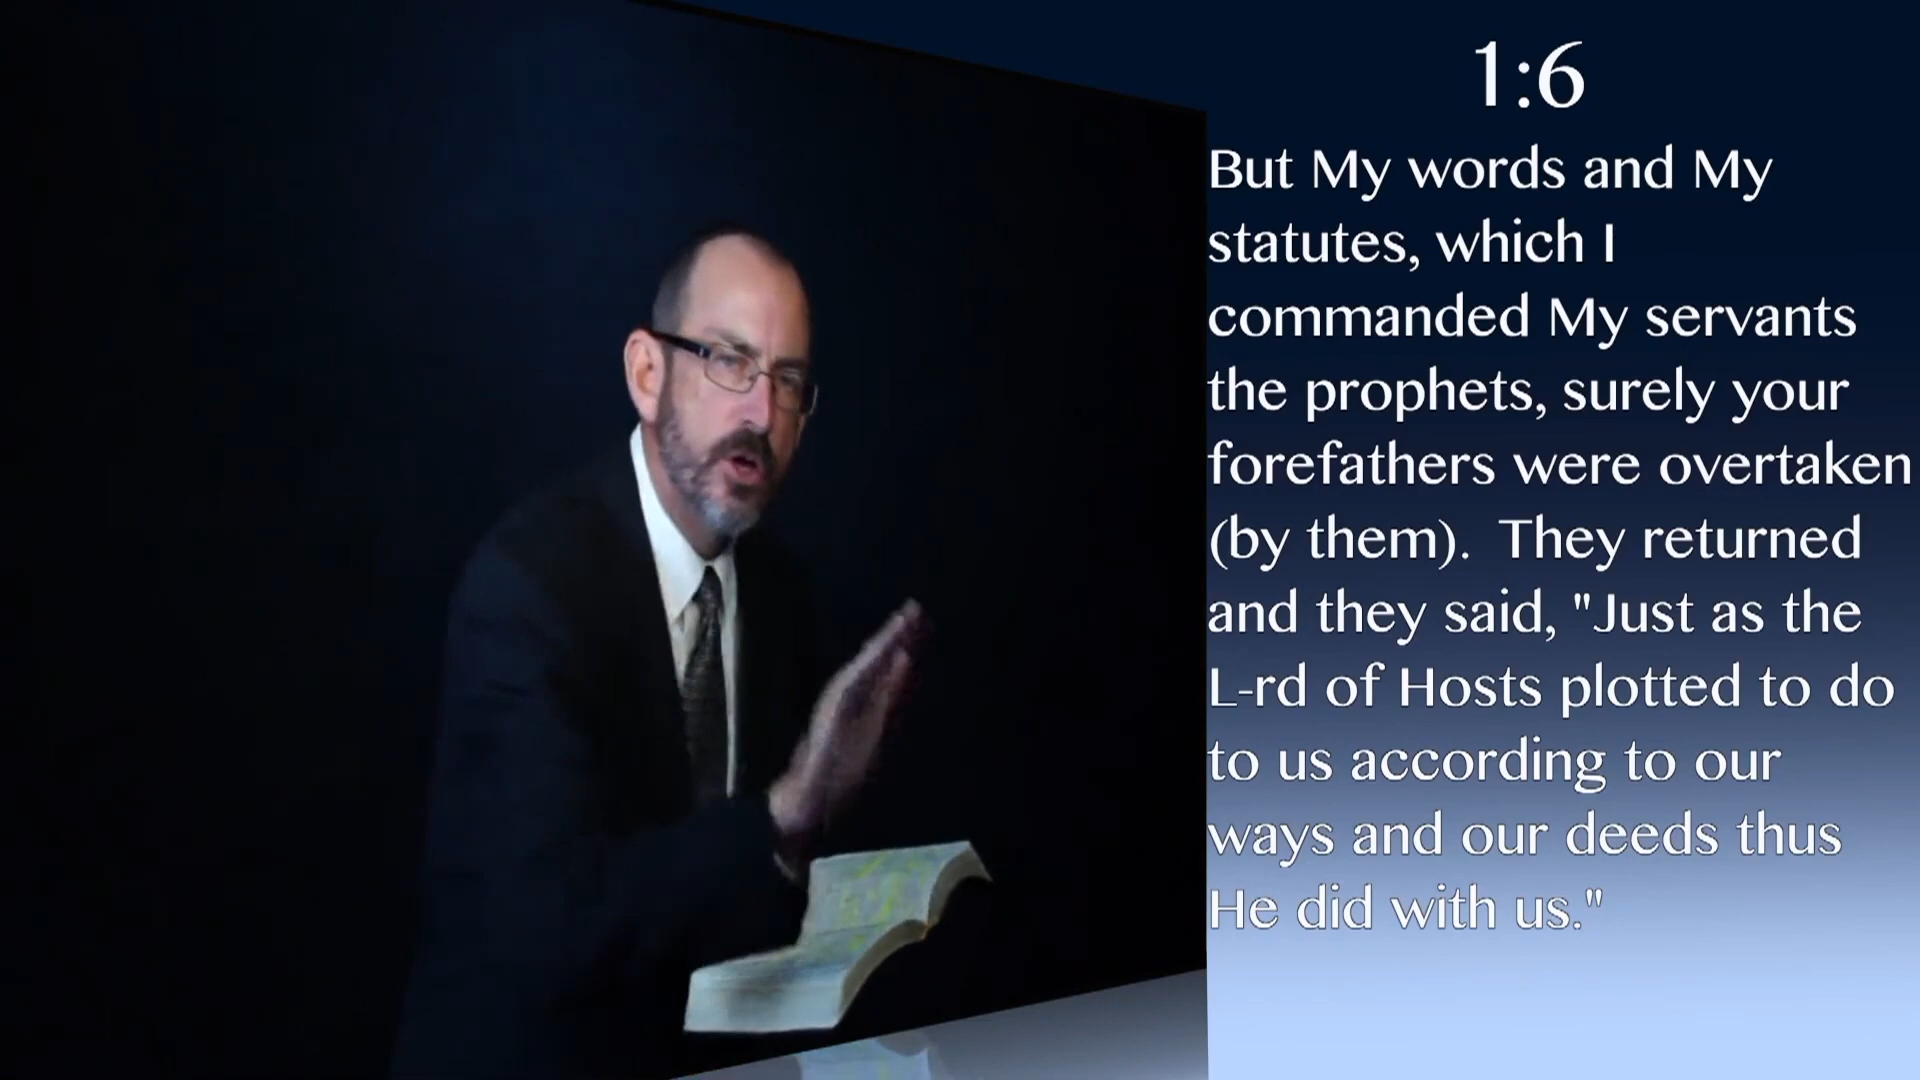 1:6
But My words and My
statutes, which I
commanded My servants
the prophets, surely your
forefathers were overtaken
(by them).  They returned
and they said, "Just as the
L-rd of Hosts plotted to do
to us according to our
ways and our deeds thus
He did with us."